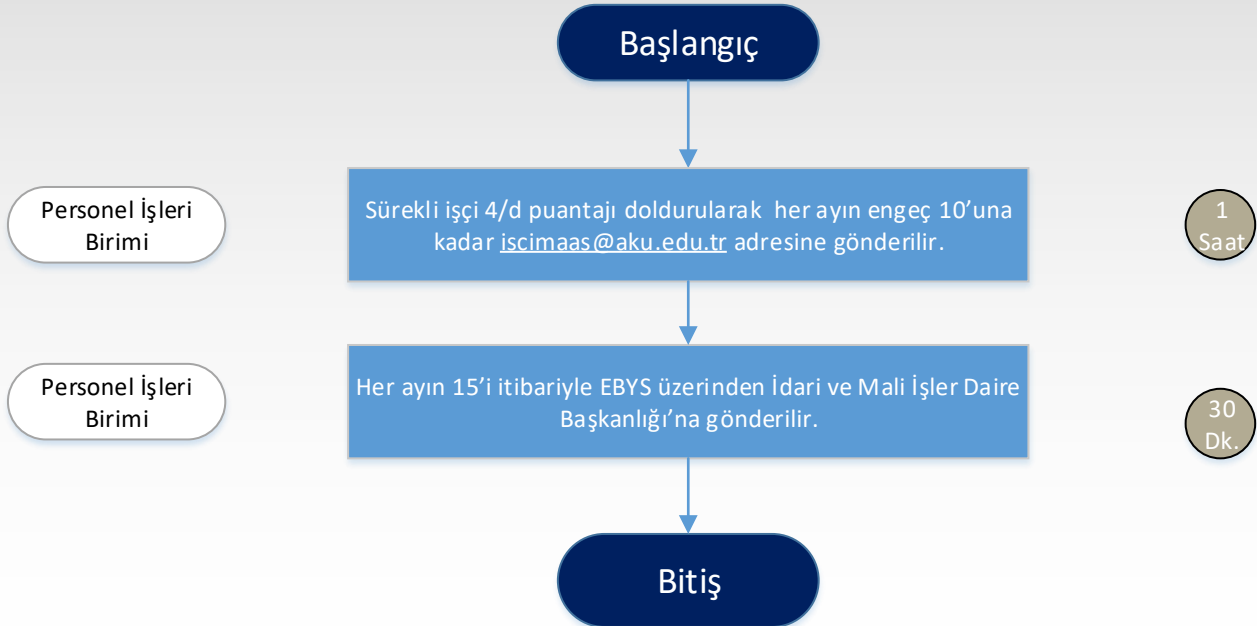 Başlangıç
Personel İşleri
Birimi
Sürekli işçi 4/d puantajı doldurularak her ayın engeç 10’una
kadar iscimaas@aku.edu.tr adresine gönderilir.
1
Saat
Personel İşleri
Birimi
Her ayın 15’i itibariyle EBYS üzerinden İdari ve Mali İşler Daire
Başkanlığı’na gönderilir.
30
Dk.
Bitiş